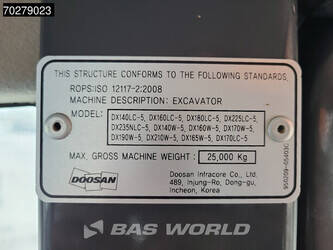 70279023
THIS STRUCTURE CONFORMS TO THE FOLLOWING STANDARDS.
ROPS:ISO 12117-2:2008
MACHINE DESCRIPTION: EXCAVATOR
MODEL: DX140LC-5, DX160LC-5, DX180LC-5, DX225LC-5,
DX235NLC-5, DX140W-5, DX160W-5, DX170W-5,
DX190W-5, DX210W-5, DX165W-5, DX170LC-5
MAX. GROSS MACHINE WEIGHT : 25,000 Kg
DOOSAN
Doosan Infracore Co., Ltd.
489, Injung-Ro, Dong-gu,
Incheon, Korea
BAS WORLD